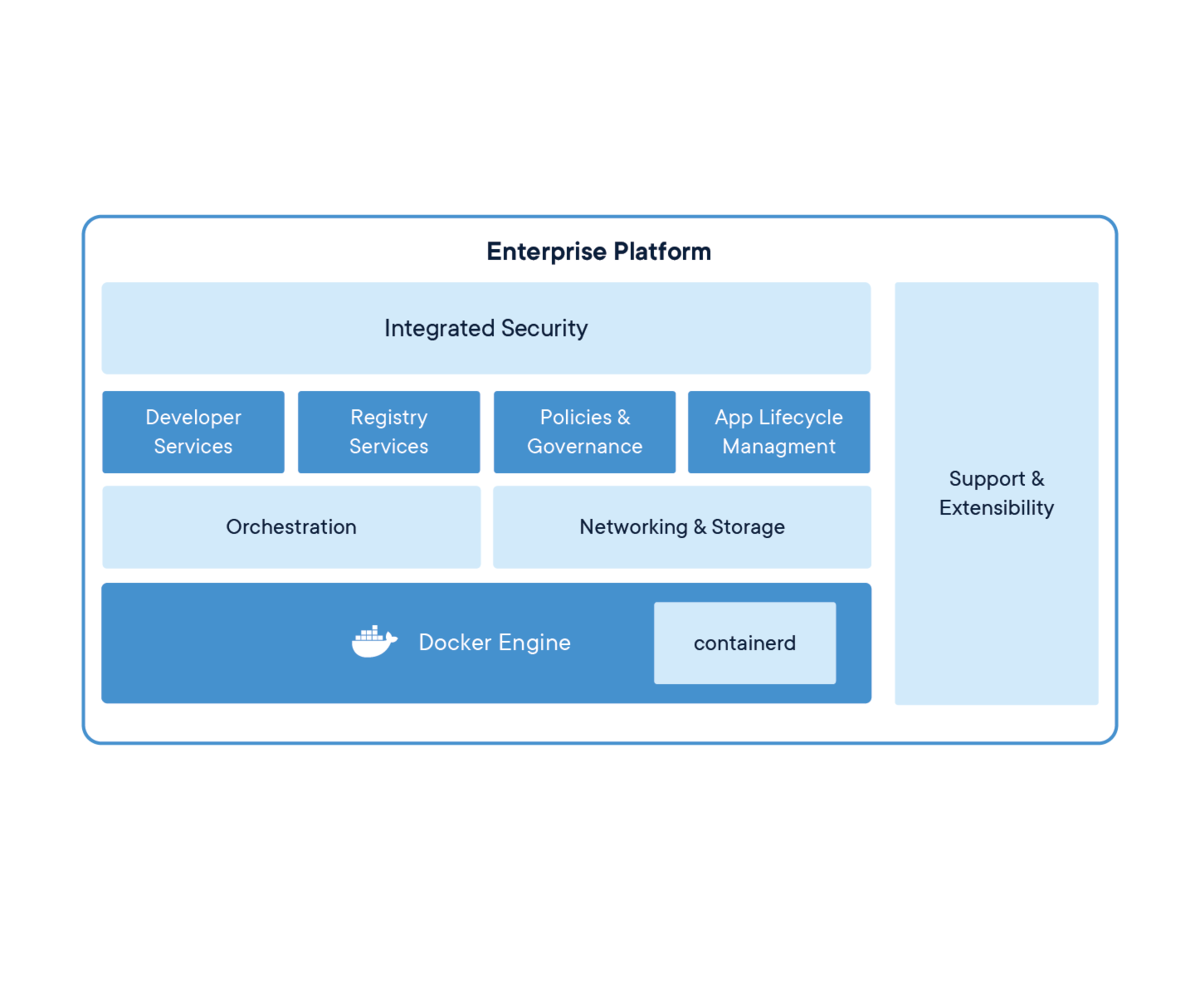 Enterprise Platform
Integrated Security
Developer
Services
Registry
Services
Policies &
Governance
App Lifecycle
Managment
Orchestration
Networking & Storage
Docker Engine
containerd
Support &
Extensibility